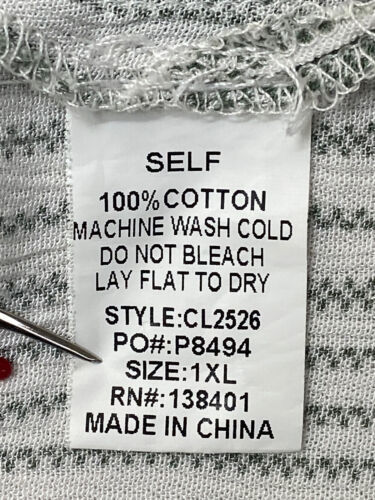 SELF
100% COTTON
MACHINE WASH COLD
DO NOT BLEACH
LAY FLAT TO DRY
STYLE:CL2526
PO#:P8494
SIZE:1XL
RN#:138401
MADE IN CHINA